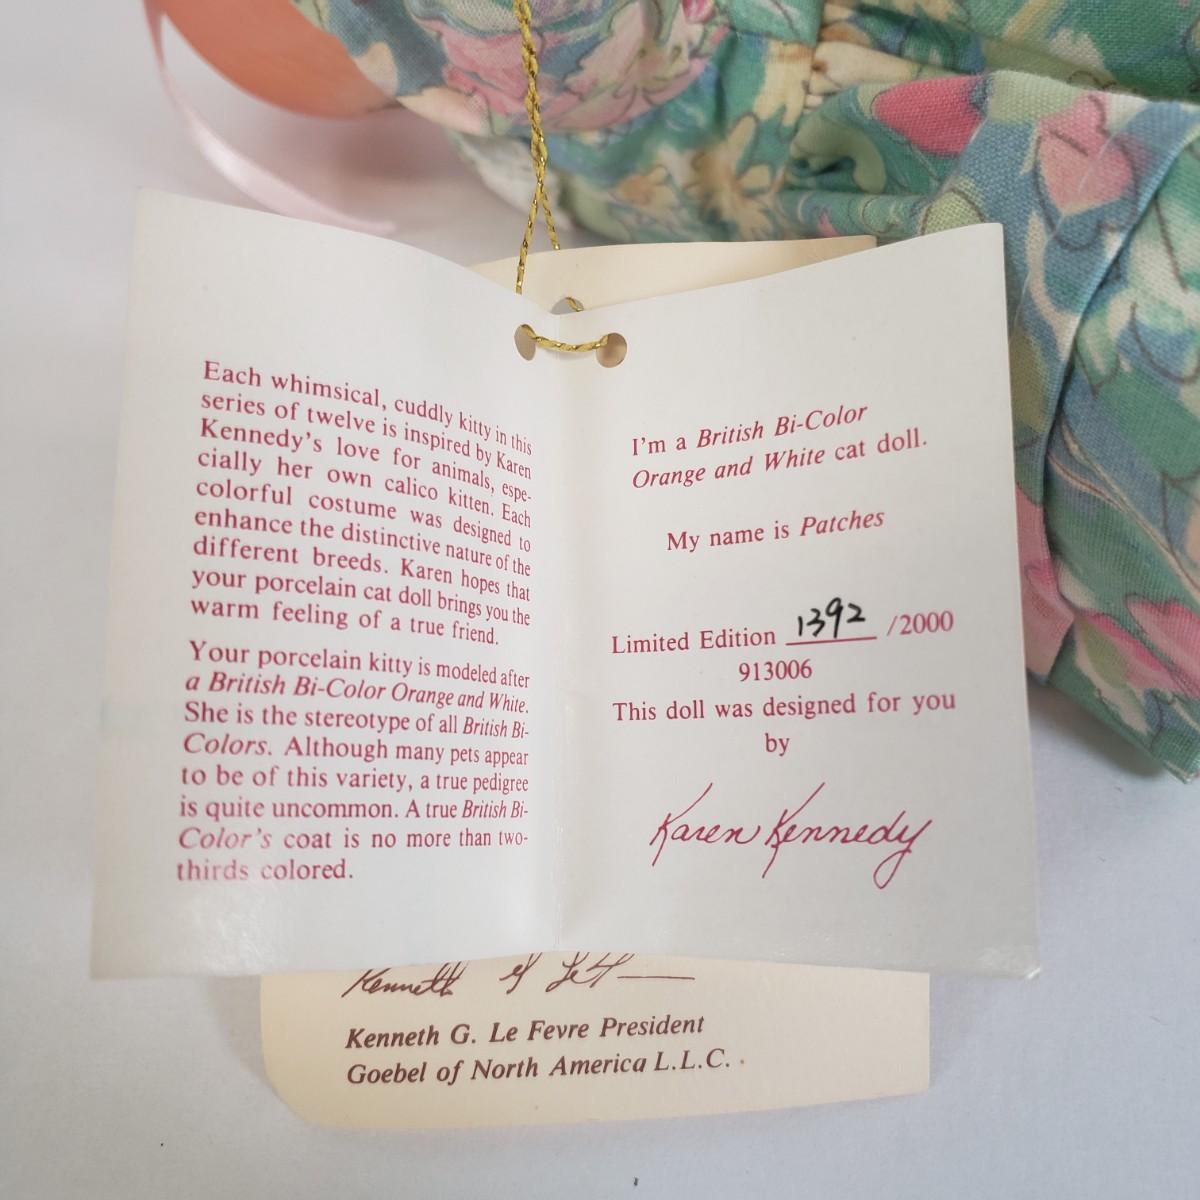 Each whimsical, cuddly kitty in this
series of twelve is inspired by Karen
Kennedy's love for animals, espe-
cially her own calico kitten. Each
colorful costume was designed to
enhance the distinctive nature of the
different breeds. Karen hopes that
your porcelain cat doll brings you the
warm feeling of a true friend.
Your porcelain kitty is modeled after
a British Bi-Color Orange and White.
She is the stereotype of all British Bi-
Colors. Although many pets appear
to be of this variety, a true pedigree
is quite uncommon. A true British Bi-
Color's coat is no more than two-
thirds colored.
I'm a British Bi-Color
Orange and White cat doll.
My name is Patches
Limited Edition 1392 /2000
913006
This doll was designed for you
by
Karen Kennedy
Kenneth G. Le Fevre President
Goebel of North America L.L.C.